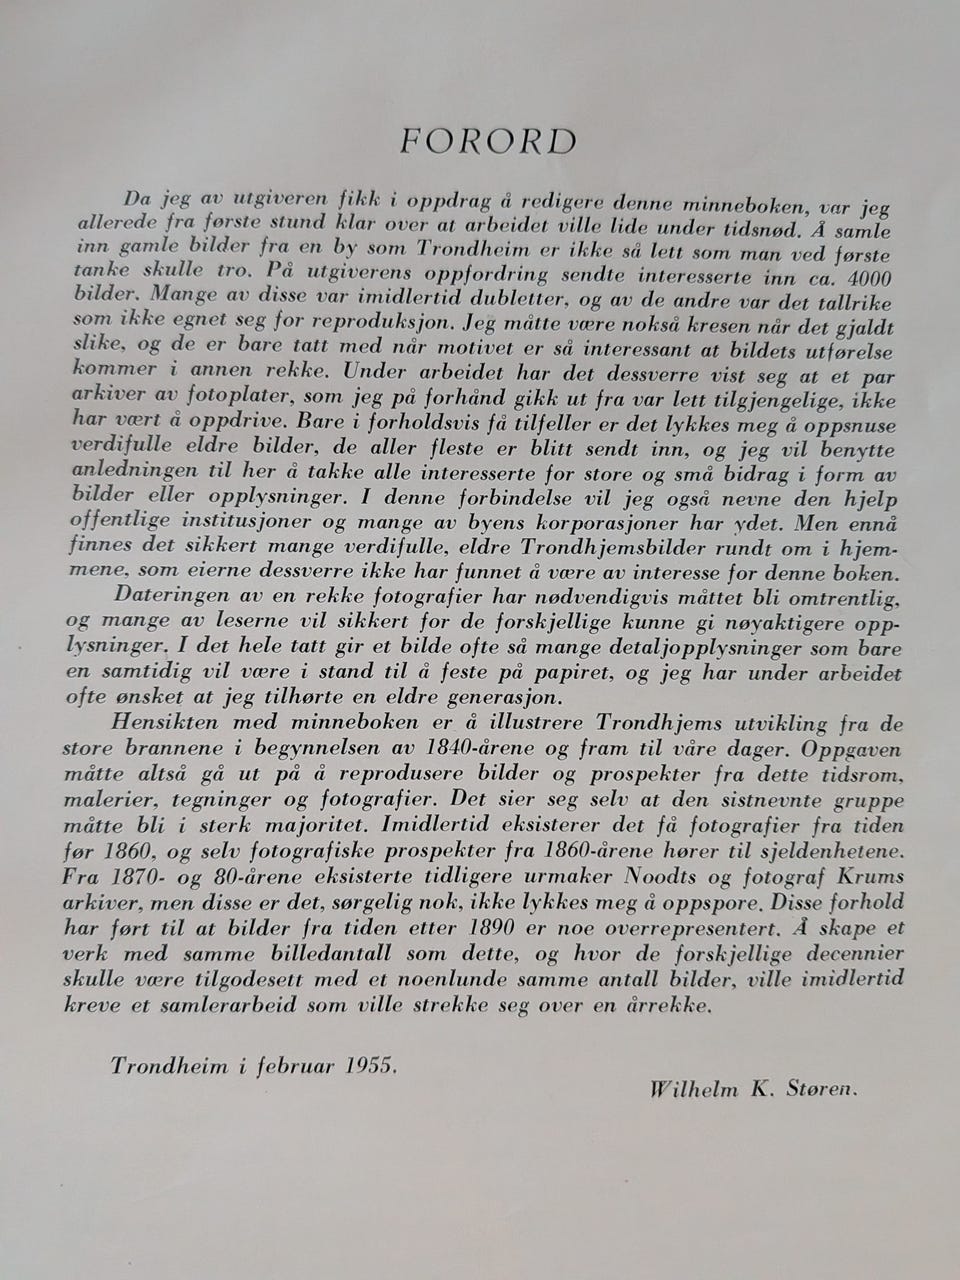 FORORD
Da jeg av utgiveren fikk i oppdrag å redigere denne minneboken, var jeg
allerede fra første stund klar over at arbeidet ville lide under tidsnød. Å samle
inn gamle bilder fra en by som Trondheim er ikke så lett som man ved første
tanke skulle tro. På utgiverens oppfordring sendte interesserte inn ca. 4000
bilder. Mange av disse var imidlertid dubletter, og av de andre var det tallrike
som ikke egnet seg for reproduksjon. Jeg måtte være nokså kresen når det gjaldt
slike, og de er bare tatt med når motivet er så interessant at bildets utførelse
kommer i annen rekke. Under arbeidet har det dessverre vist seg at et par
arkiver av fotoplater, som jeg på forhånd gikk ut fra var lett tilgjengelige, ikke
har vært å oppdrive. Bare i forholdsvis få tilfeller er det lykkes meg å oppsnuse
verdifulle eldre bilder, de aller fleste er blitt sendt inn, og jeg vil benytte
anledningen til her å takke alle interesserte for store og små bidrag i form av
bilder eller opplysninger. I denne forbindelse vil jeg også nevne den hjelp
offentlige institusjoner og mange av byens korporasjoner har ydet. Men ennå
finnes det sikkert mange verdifulle, eldre Trondhjemsbilder rundt om i hjem-
mene, som eierne dessverre ikke har funnet å være av interesse for denne boken.
Dateringen av en rekke fotografier har nødvendigvis måttet bli omtrentlig,
og mange av leserne vil sikkert for de forskjellige kunne gi nøyaktigere opp-
lysninger. I det hele tatt gir et bilde ofte så mange detaljopplysninger som bare
en samtidig vil være i stand til å feste på papiret, og jeg har under arbeidet
ofte ønsket at jeg tilhørte en eldre generasjon.
Hensikten med minneboken er å illustrere Trondhjems utvikling fra de
store brannene i begynnelsen av 1840-årene og fram til våre dager. Oppgaven
måtte altså gå ut på å reprodusere bilder og prospekter fra dette tidsrom,
malerier, tegninger og fotografier. Det sier seg selv at den sistnevnte gruppe
måtte bli i sterk majoritet. Imidlertid eksisterer det få fotografier fra tiden
før 1860, og selv fotografiske prospekter fra 1860-årene hører til sjeldenhetene.
Fra 1870- og 80-årene eksisterte tidligere urmaker Noodts og fotograf Krums
arkiver, men disse er det, sørgelig nok, ikke lykkes meg å oppspore. Disse forhold
har ført til at bilder fra tiden etter 1890 er noe overrepresentert. Å skape et
verk med samme billedantall som dette, og hvor de forskjellige decennier
skulle være tilgodesett med et noenlunde samme antall bilder, ville imidlertid
kreve et samlerarbeid som ville strekke seg over en årrekke.
Trondheim i februar 1955.
Wilhelm K. Støren.